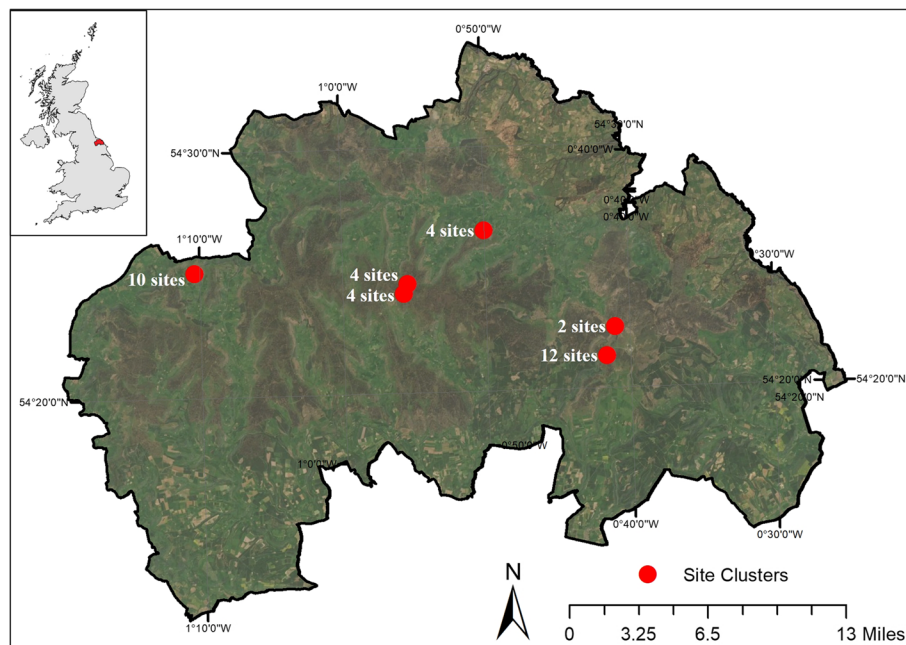 0°50'0"W
1°0'0"W
54°30'0"N
0°40'0"W
54°30'0"N
0°40'0"W
0°40'0"W
4 sites
1°10'0"W
0°30'0"W
10 sites
4 sites
4 sites
2 sites
12 sites
54°20'0"N
54°20'0"N
54°20'0"N
54°20'0"N
0°50'0"W
1°0'0"W
0°40'0"W
0°30'0"W
N
Site Clusters
1°10'0"W
0 3.25 6.5 13 Miles